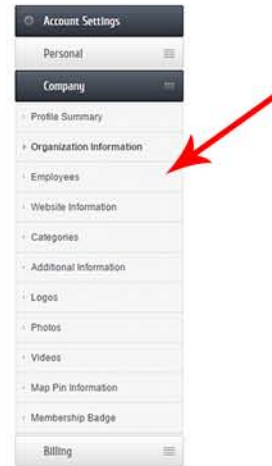 Account Settings
Personal
Company
Profile Summary
Organization Information
Employees
Website Information
Categories
Additional Information
Logos
Photos
Videos
Map Pin Information
Membership Badge
Billing